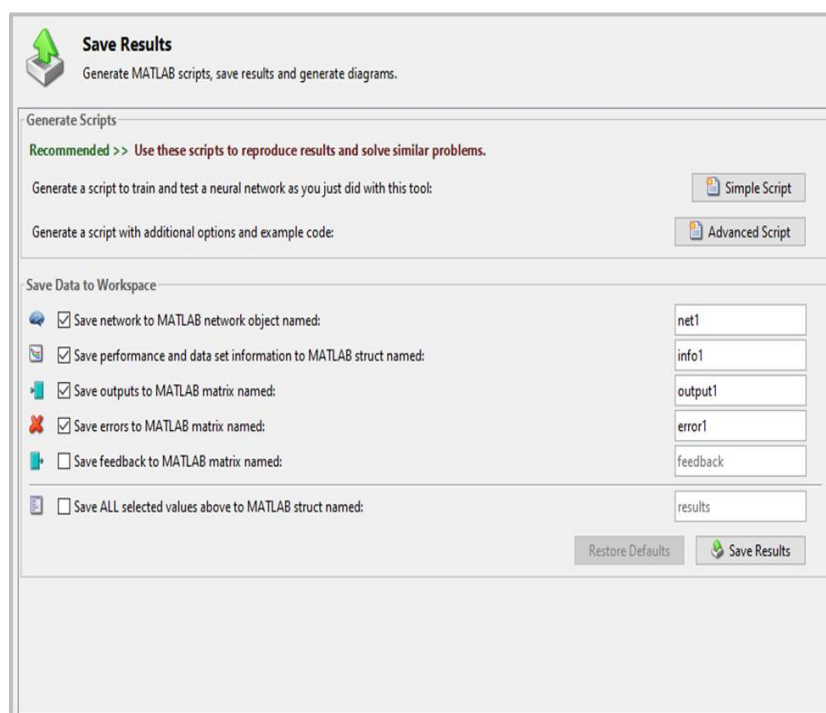 Save Results
Generate MATLAB scripts, save results and generate diagrams.
Generate Scripts
Recommended >> Use these scripts to reproduce results and solve similar problems.
Generate a script to train and test a neural network as you just did with this tool:
Simple Script
Generate a script with additional options and example code:
Advanced Script
Save Data to Workspace
Save network to MATLAB network object named:
net1
Save performance and data set information to MATLAB struct named:
info1
Save outputs to MATLAB matrix named:
output1
Save errors to MATLAB matrix named:
error1
Save feedback to MATLAB matrix named:
feedback
Save ALL selected values above to MATLAB struct named:
results
Restore Defaults
Save Results